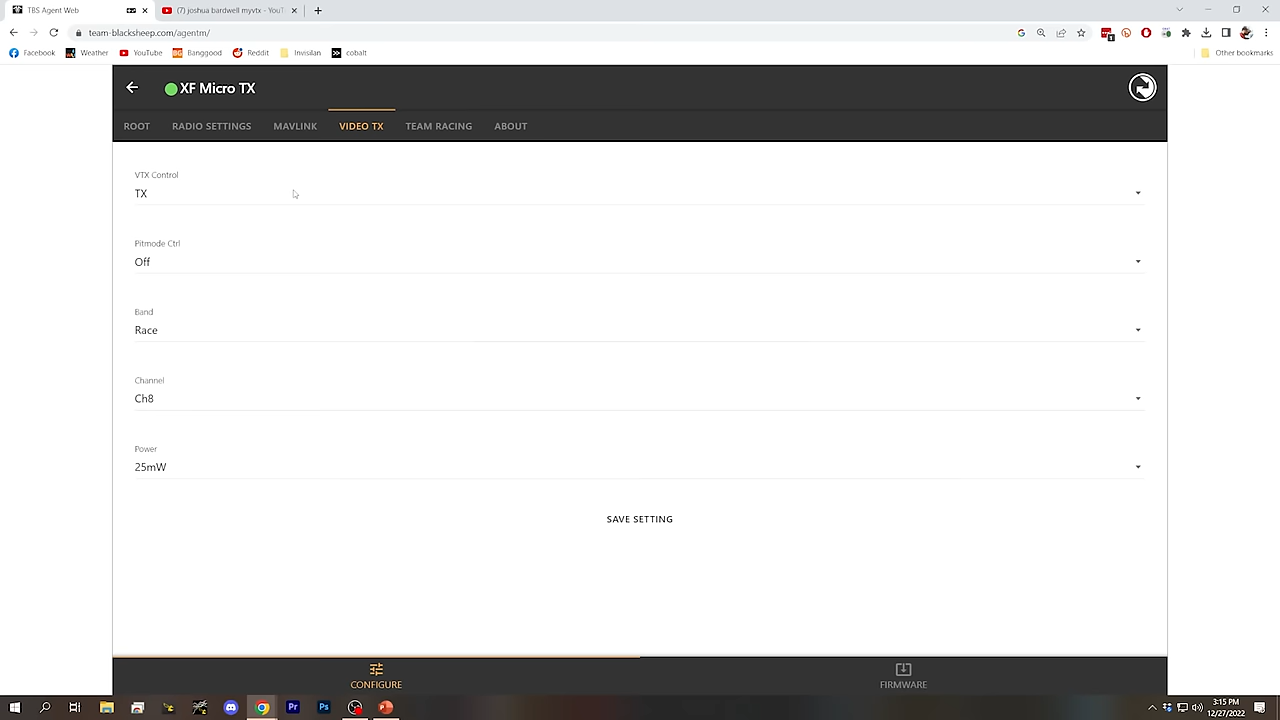 TBS Agent Web
(7) joshua bardwell myvtx - YouT
team-blacksheep.com/agentm/
Facebook Weather YouTube Banggood Reddit Invisilan cobalt Other bookmarks
XF Micro TX
ROOT RADIO SETTINGS MAVLINK VIDEO TX TEAM RACING ABOUT
VTX Control
TX
Pitmode Ctrl
Off
Band
Race
Channel
Ch8
Power
25mW
SAVE SETTING
CONFIGURE FIRMWARE
3:15 PM
12/27/2022